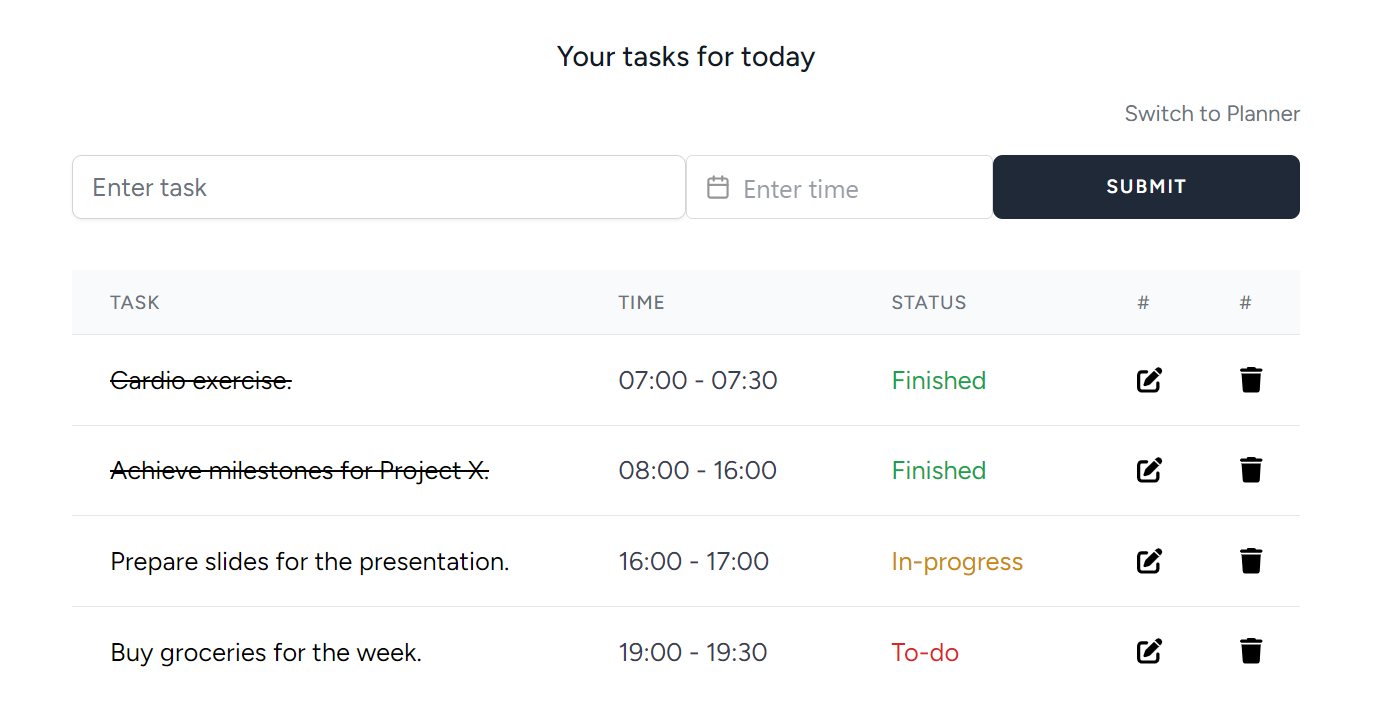 Your tasks for today
Switch to Planner
Enter task Enter time SUBMIT
TASK TIME STATUS # #
Cardio exercise. 07:00 - 07:30 Finished
Achieve milestones for Project X. 08:00 - 16:00 Finished
Prepare slides for the presentation. 16:00 - 17:00 In-progress
Buy groceries for the week. 19:00 - 19:30 To-do